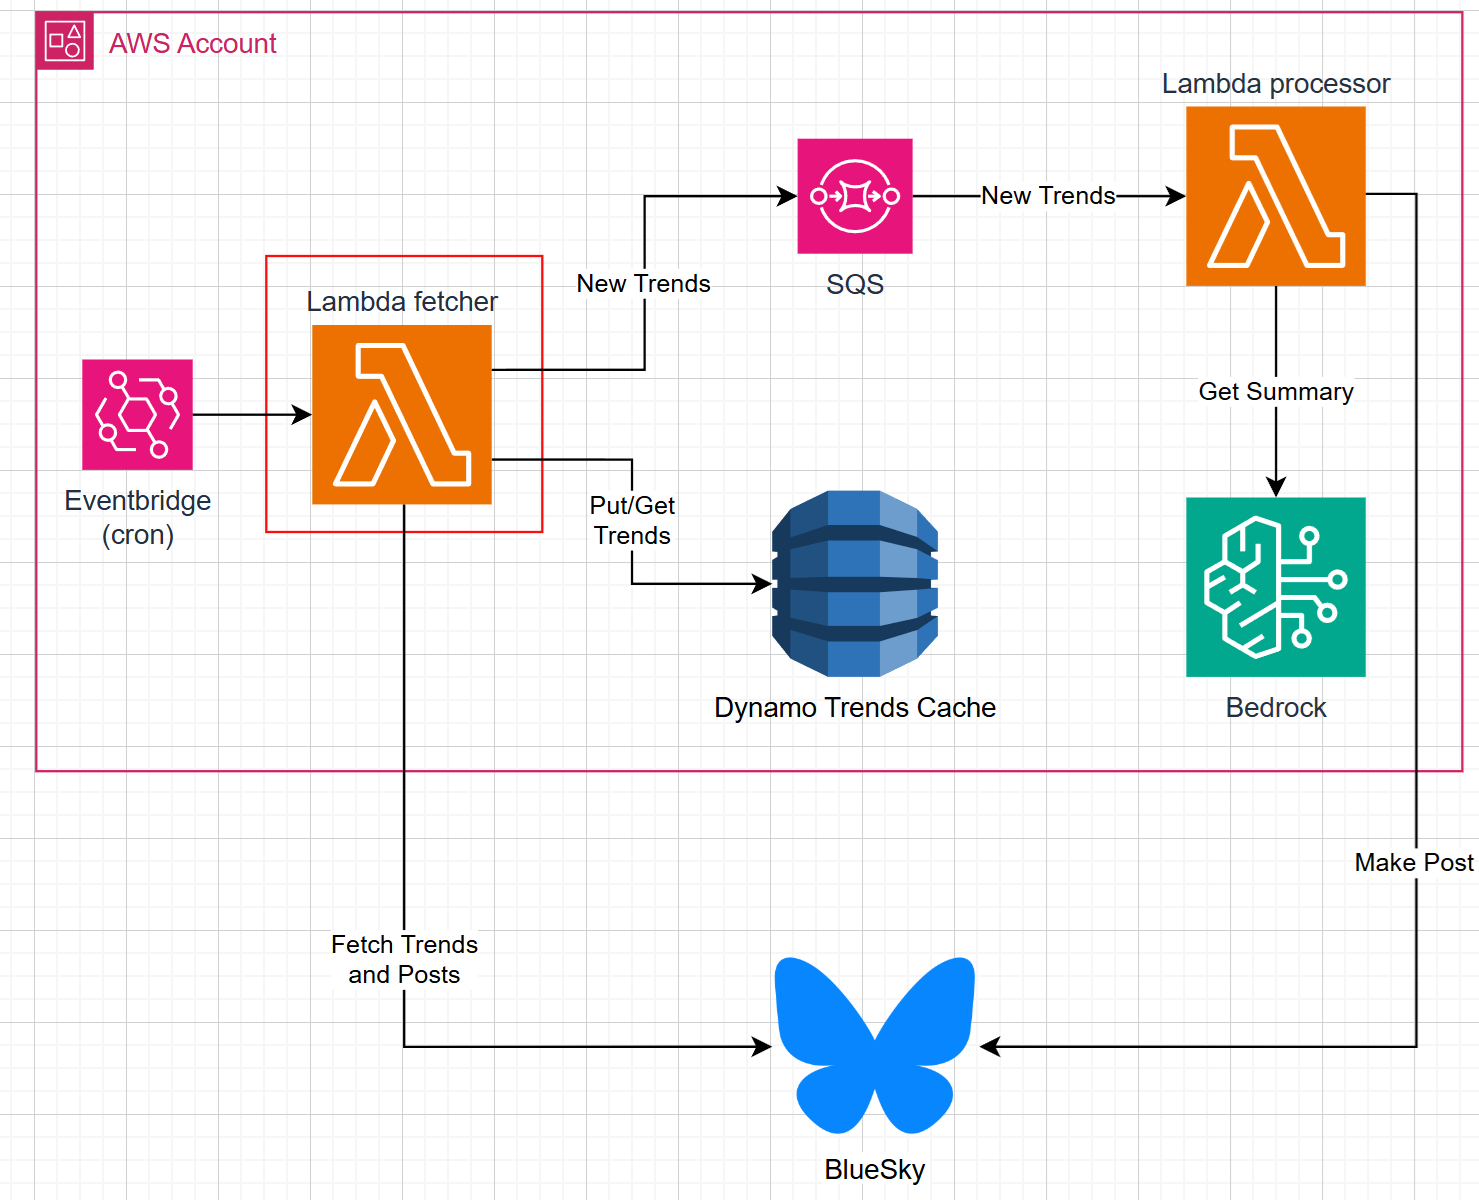 AWS Account
Lambda processor
New Trends
SQS
New Trends
Lambda fetcher
Eventbridge
(cron)
Get Summary
Put/Get
Trends
Dynamo Trends Cache
Bedrock
Make Post
Fetch Trends
and Posts
BlueSky